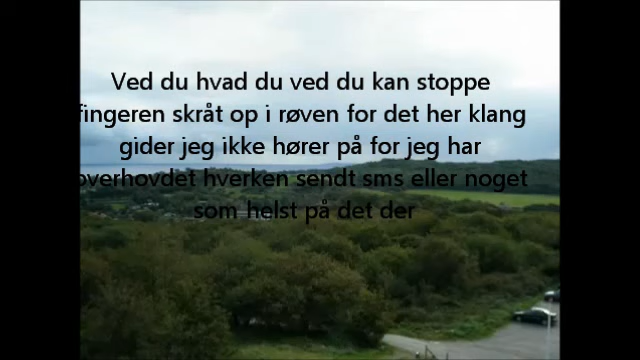 Ved du hvad du ved du kan stoppe
fingeren skråt op i røven for det her klang
gider jeg ikke hører på for jeg har
overhovdet hverken sendt sms eller noget
som helst på det der